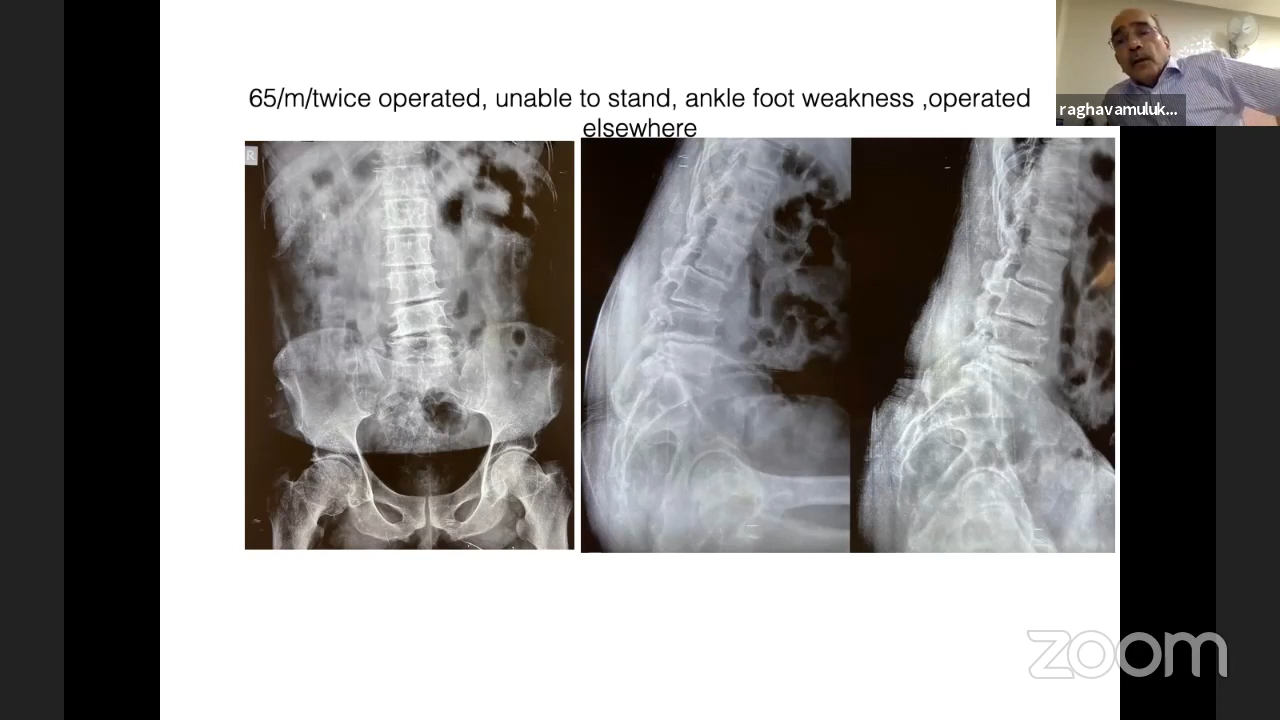 65/m/twice operated, unable to stand, ankle foot weakness ,operated
elsewhere
raghavamuluk...
R
zoom